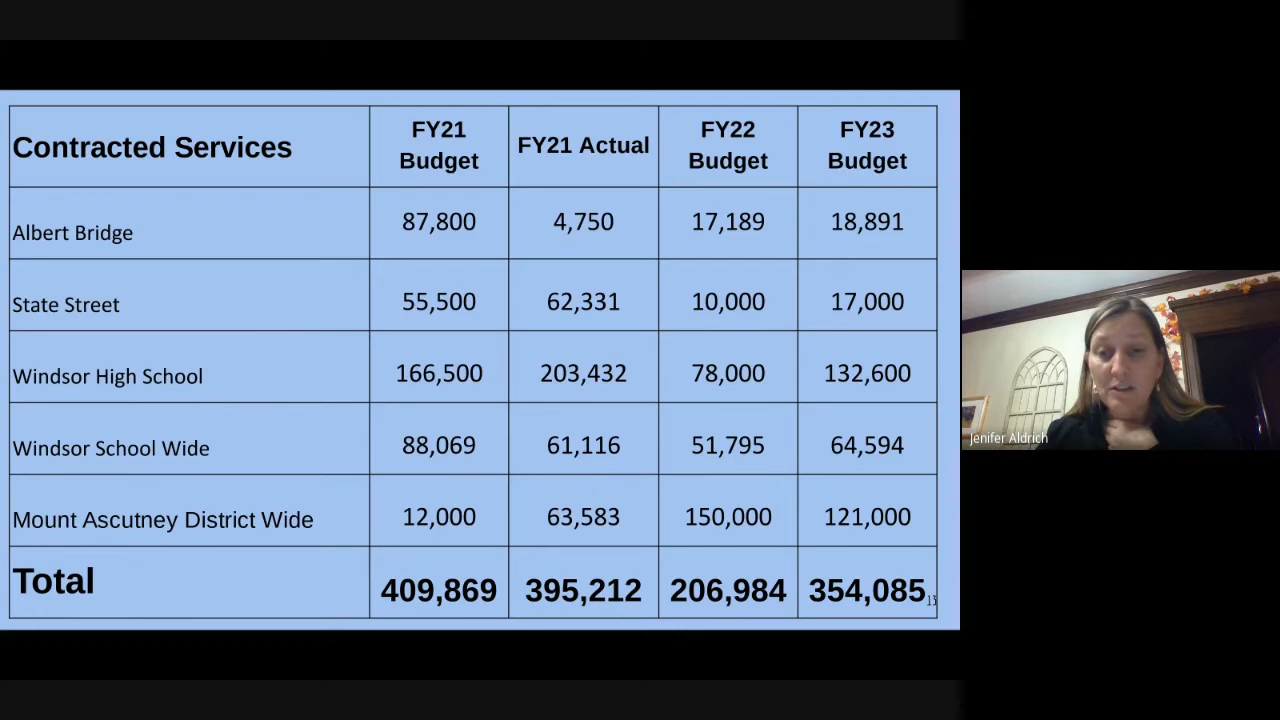 Contracted Services FY21 Budget FY21 Actual FY22 Budget FY23 Budget
Albert Bridge 87,800 4,750 17,189 18,891
State Street 55,500 62,331 10,000 17,000
Windsor High School 166,500 203,432 78,000 132,600
Windsor School Wide 88,069 61,116 51,795 64,594
Mount Ascutney District Wide 12,000 63,583 150,000 121,000
Total 409,869 395,212 206,984 354,085
13
Jenifer Aldrich